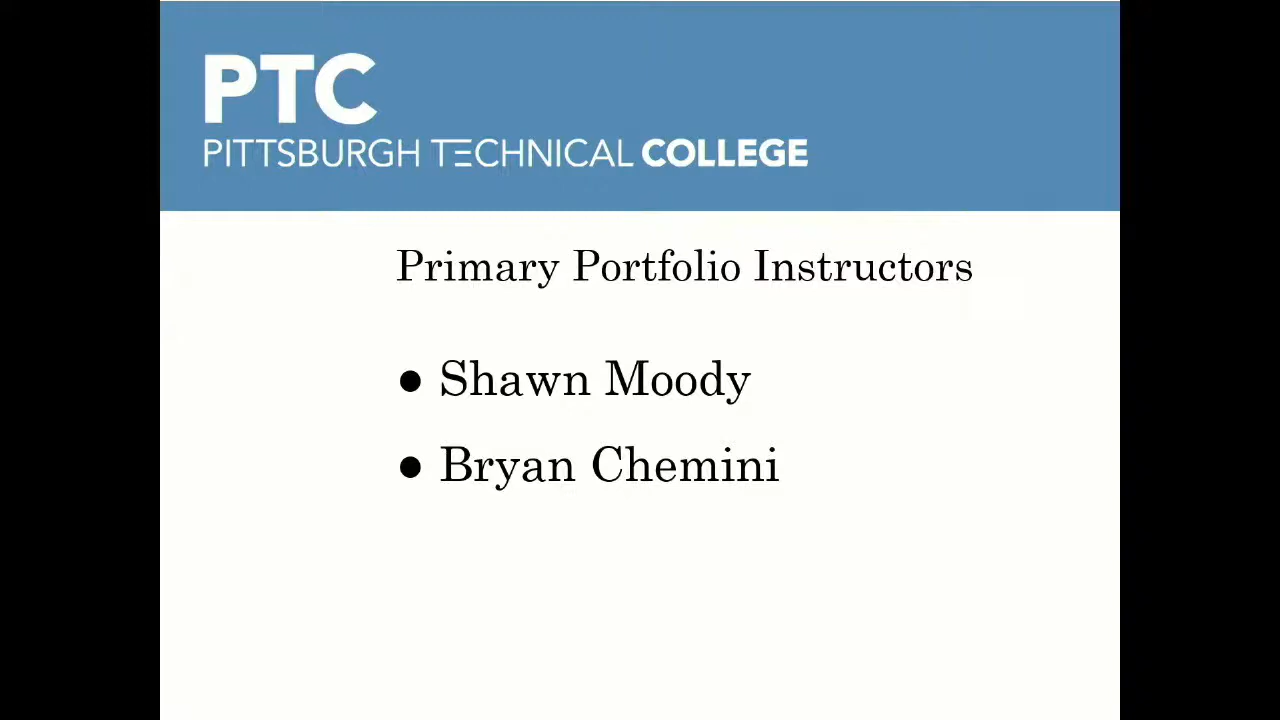 PTC
PITTSBURGH TECHNICAL COLLEGE
Primary Portfolio Instructors
● Shawn Moody
● Bryan Chemini